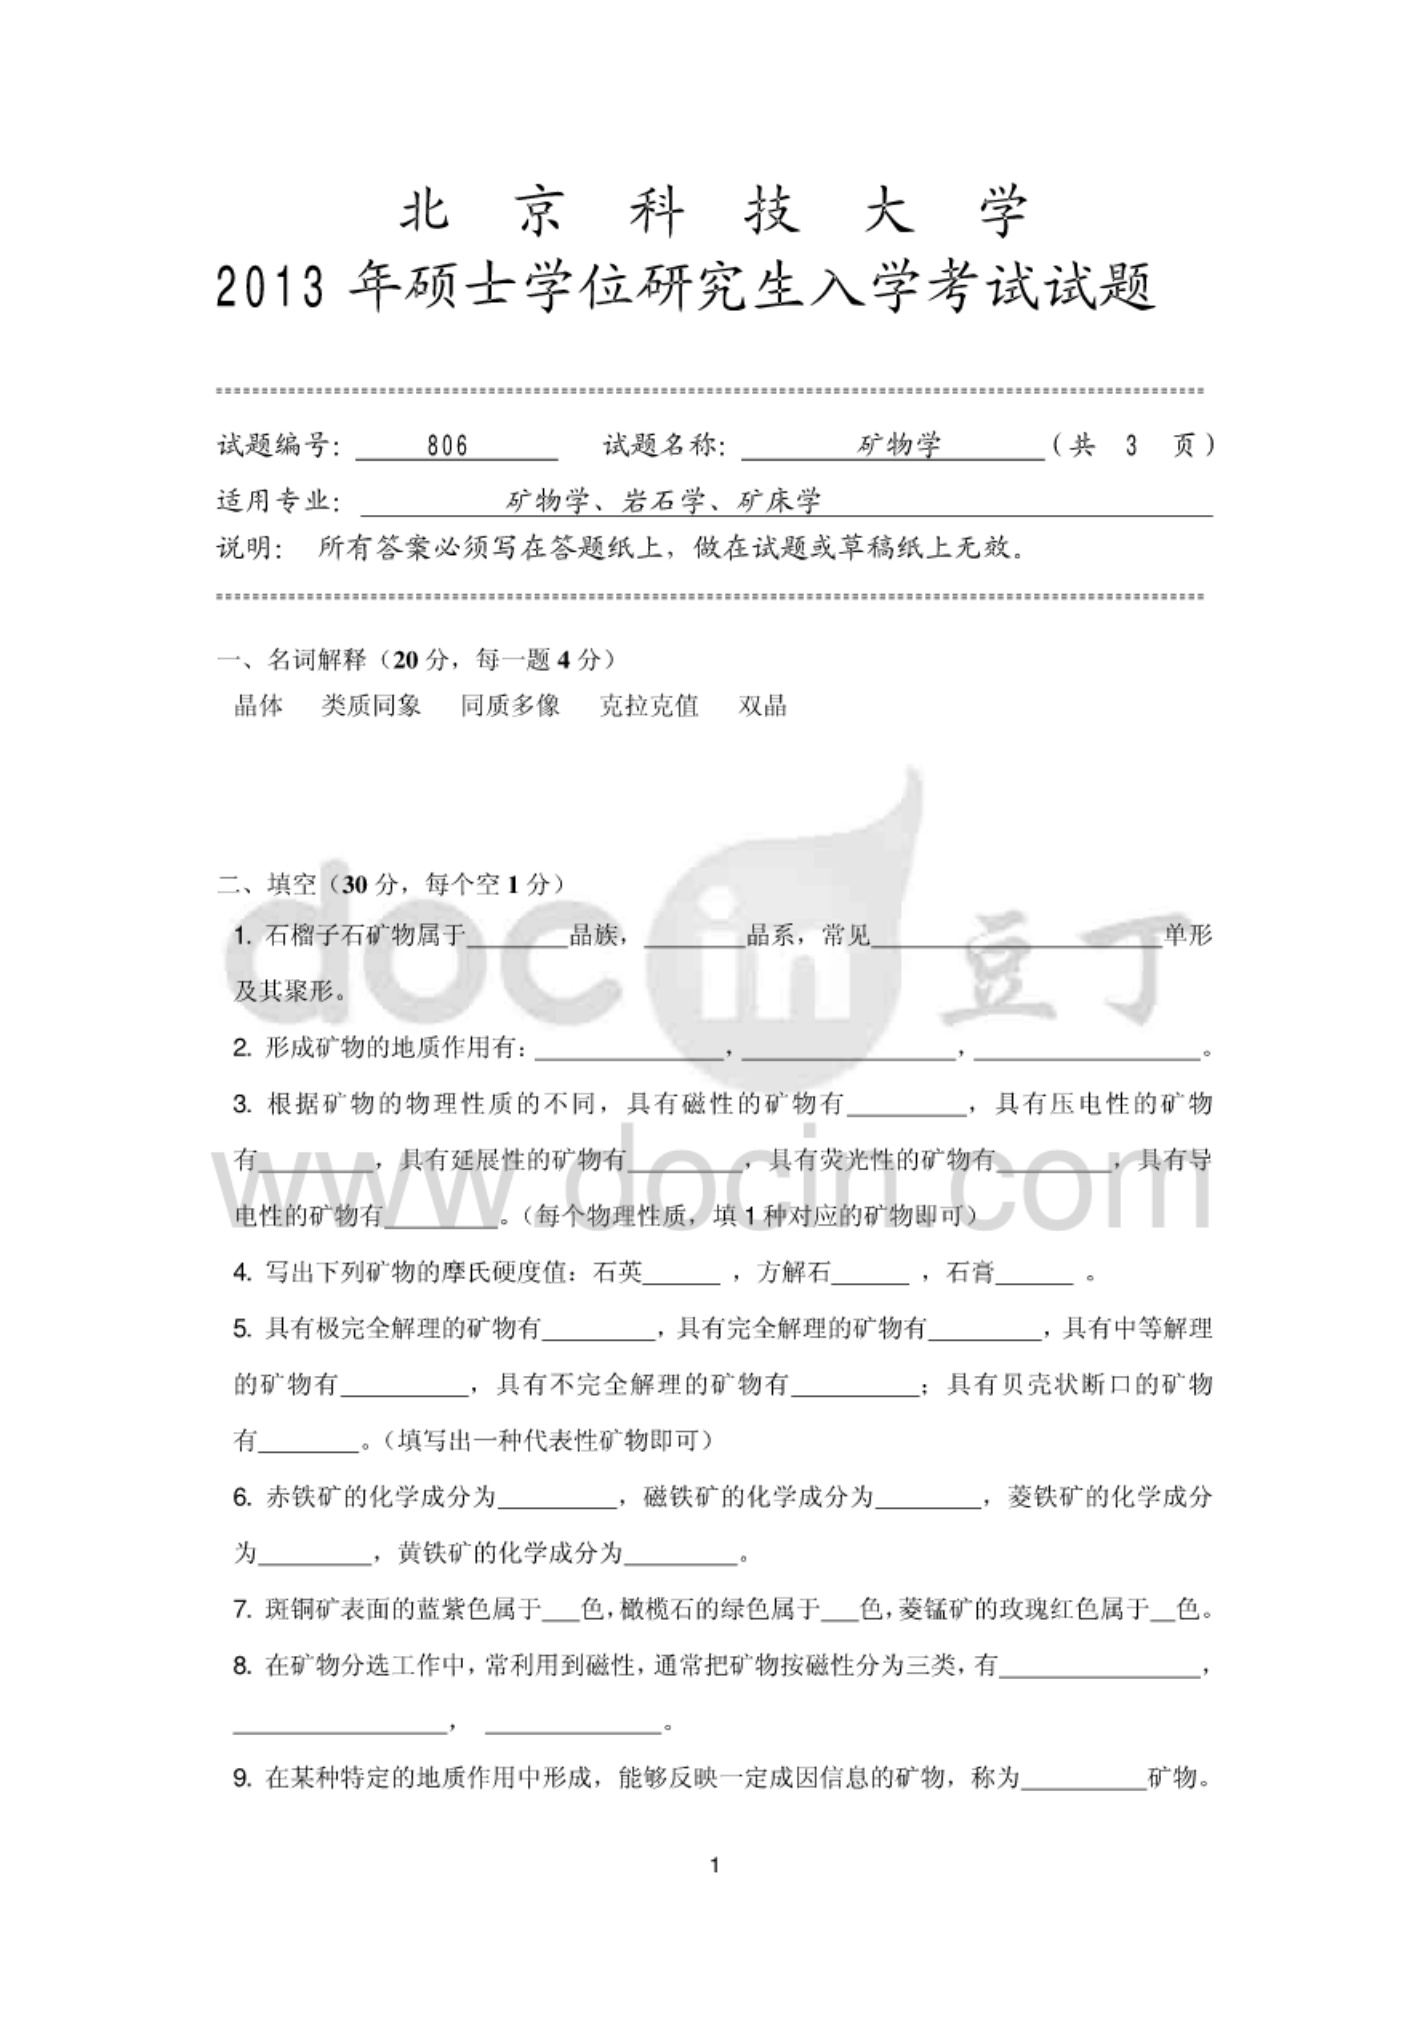 北 京 科 技 大 学
2013 年硕士学位研究生入学考试试题
试题编号: 806 试题名称: 矿物学 (共 3 页)
适用专业: 矿物学、岩石学、矿床学
说明: 所有答案必须写在答题纸上，做在试题或草稿纸上无效。
一、名词解释（20 分，每一题 4 分）
晶体 类质同象 同质多像 克拉克值 双晶
二、填空（30 分，每个空 1 分）
1. 石榴子石矿物属于________晶族，________晶系，常见________________________单形
及其聚形。
2. 形成矿物的地质作用有：_______________，_________________，__________________。
3. 根据矿物的物理性质的不同，具有磁性的矿物有_________，具有压电性的矿物
有_________，具有延展性的矿物有_________，具有荧光性的矿物有_________，具有导
电性的矿物有_________。（每个物理性质，填 1 种对应的矿物即可）
4. 写出下列矿物的摩氏硬度值：石英______ ，方解石______ ，石膏______ 。
5. 具有极完全解理的矿物有_________，具有完全解理的矿物有_________，具有中等解理
的矿物有__________，具有不完全解理的矿物有__________；具有贝壳状断口的矿物
有________。（填写出一种代表性矿物即可）
6. 赤铁矿的化学成分为_________，磁铁矿的化学成分为________，菱铁矿的化学成分
为_________，黄铁矿的化学成分为_________。
7. 斑铜矿表面的蓝紫色属于___色，橄榄石的绿色属于___色，菱锰矿的玫瑰红色属于__色。
8. 在矿物分选工作中，常利用到磁性，通常把矿物按磁性分为三类，有________________，
_________________， ______________。
9. 在某种特定的地质作用中形成，能够反映一定成因信息的矿物，称为__________矿物。
1
docin 豆丁
www.docin.com